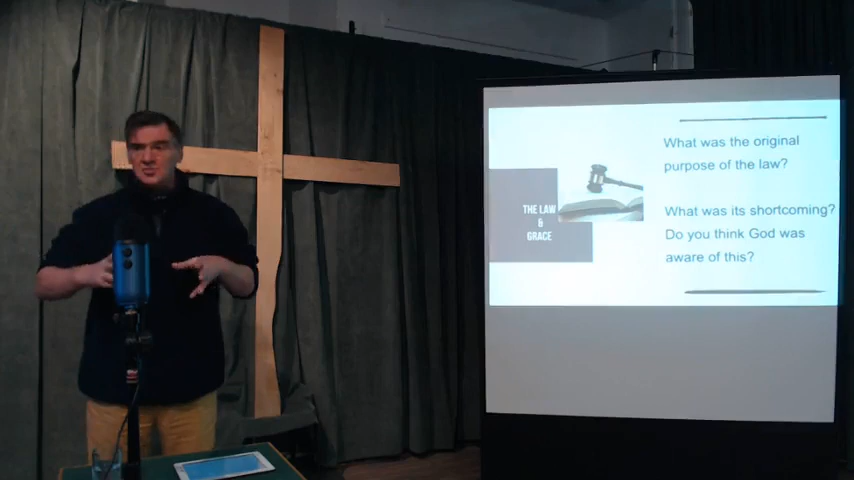 THE LAW
&
GRACE
What was the original
purpose of the law?
What was its shortcoming?
Do you think God was
aware of this?